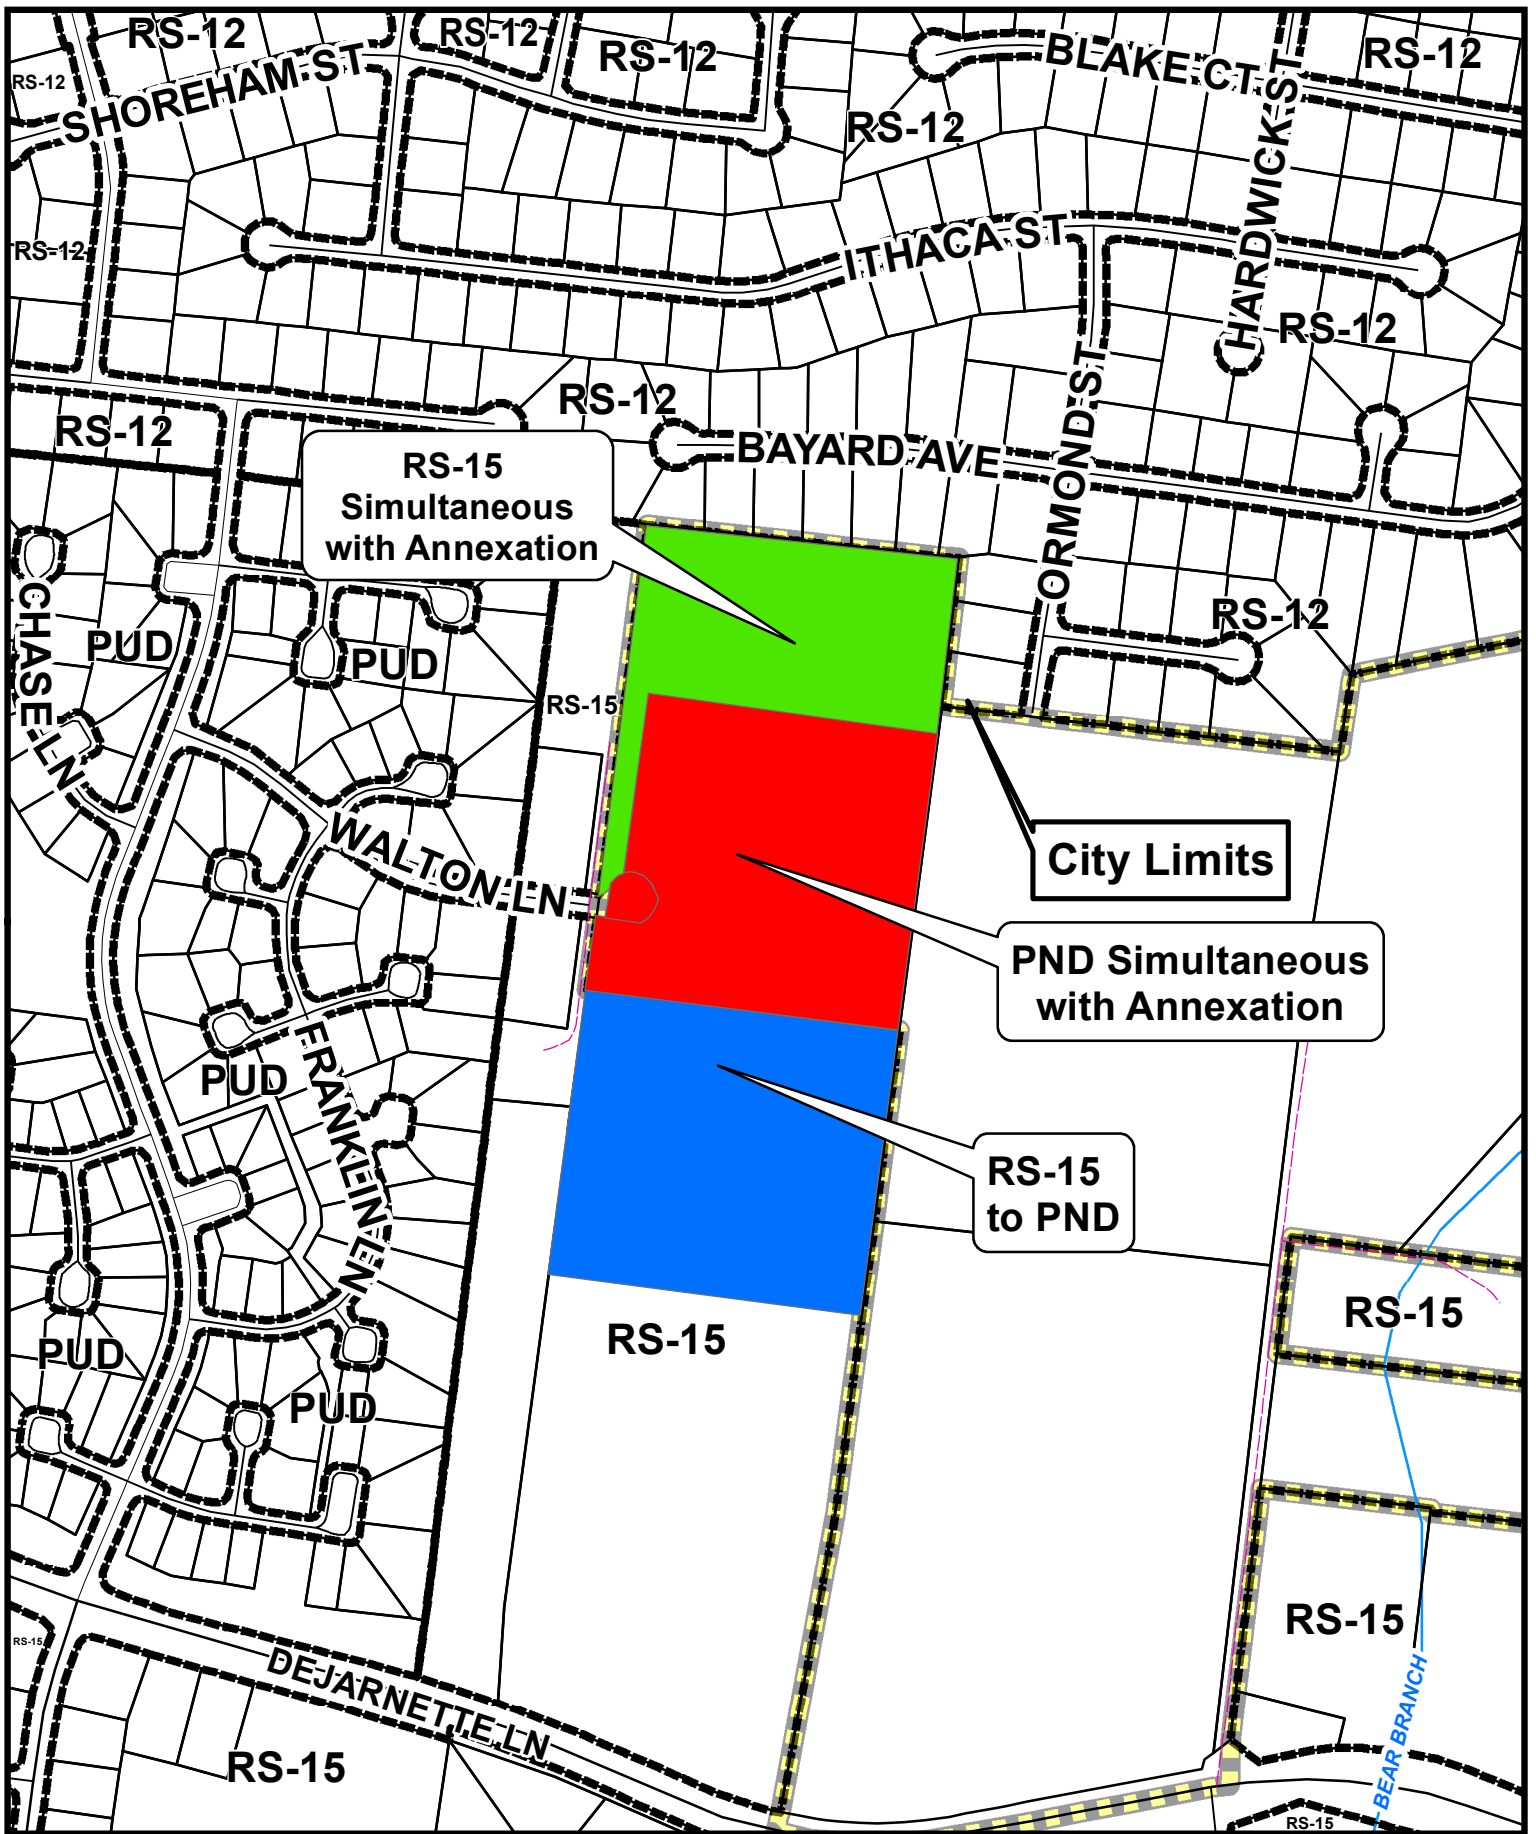 RS-12
RS-12
RS-12
RS-12
RS-12
SHOREHAM ST
BLAKE CT
HARDWICK ST
RS-12
RS-12
ITHACA ST
RS-12
RS-12
RS-12
BAYARD AVE
ORMOND ST
RS-15
Simultaneous
with Annexation
CHASE LN
PUD
PUD
RS-12
RS-15
WALTON LN
City Limits
PND Simultaneous
with Annexation
FRANKLIN LN
PUD
RS-15
to PND
RS-15
RS-15
PUD
PUD
RS-15
RS-15
DEJARNETTE LN
BEAR BRANCH
RS-15
RS-15